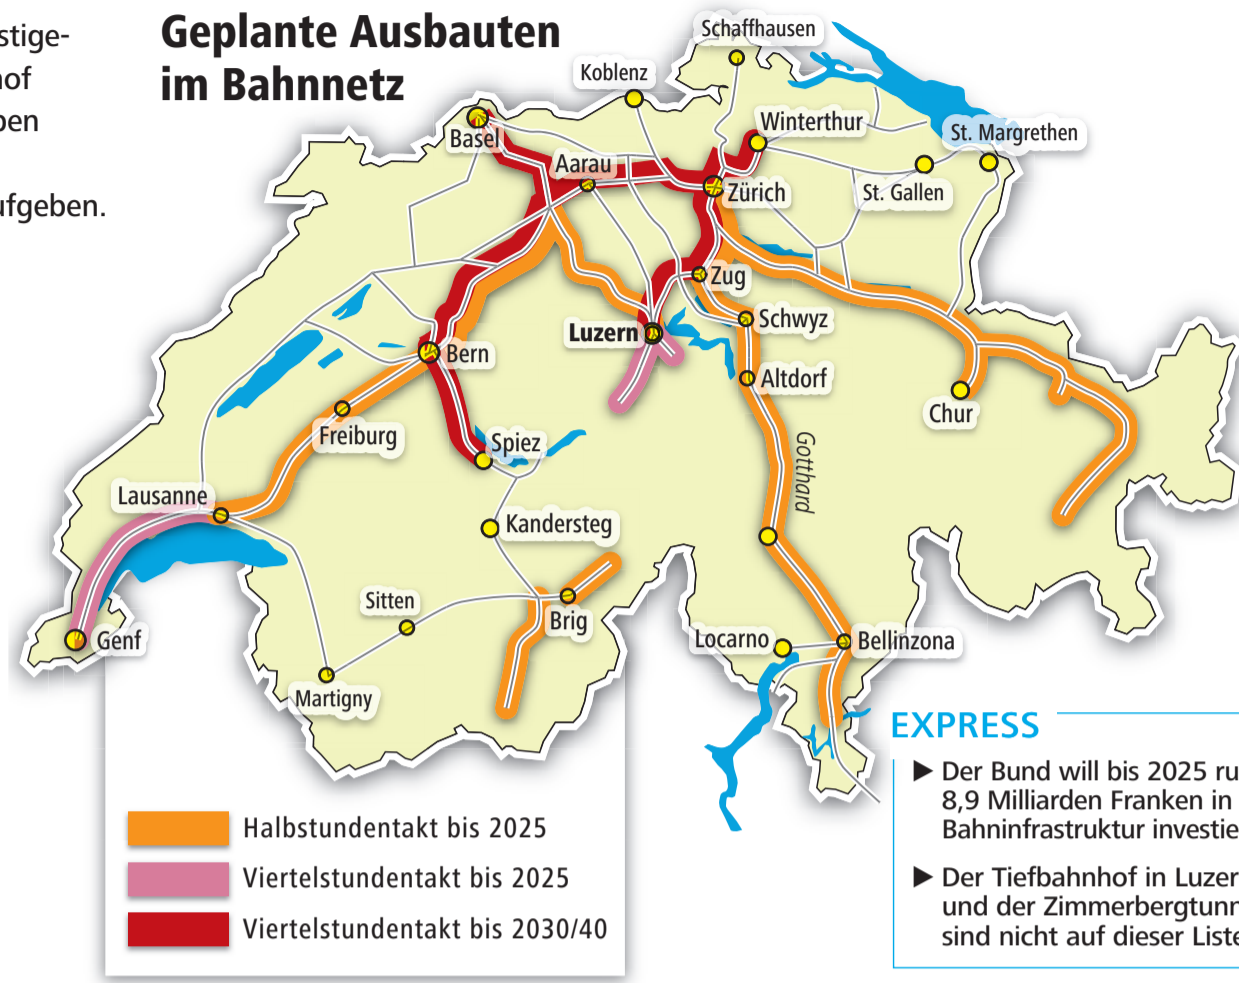 stige-
hof
ben
ufgeben.
Geplante Ausbauten
im Bahnnetz
Schaffhausen
Koblenz
Winterthur
Basel
St. Margrethen
Aarau
Zürich
St. Gallen
Zug
Luzern
Schwyz
Bern
Altdorf
Chur
Freiburg
Spiez
Gotthard
Lausanne
Kandersteg
Sitten
Brig
Genf
Locarno
Bellinzona
Martigny
Halbstundentakt bis 2025
Viertelstundentakt bis 2025
Viertelstundentakt bis 2030/40
EXPRESS
▶ Der Bund will bis 2025 ru
8,9 Milliarden Franken in
Bahninfrastruktur investie
▶ Der Tiefbahnhof in Luzer
und der Zimmerbergtunn
sind nicht auf dieser Liste